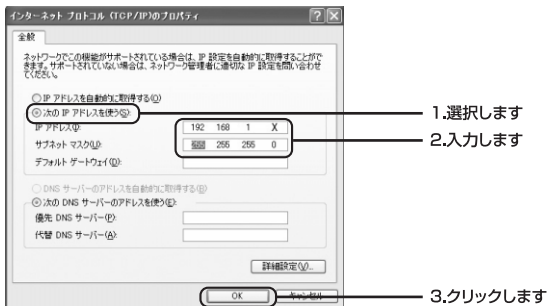 インターネット プロトコル (TCP/IP)のプロパティ
全般
ネットワークでこの機能がサポートされている場合は、IP 設定を自動的に取得することがで
きます。サポートされていない場合は、ネットワーク管理者に適切な IP 設定を問い合わせ
てください。
IP アドレスを自動的に取得する(O)
次の IP アドレスを使う(S):
1.選択します
IP アドレス(I): 192 168 1 X
2.入力します
サブネット マスク(U): 255 255 255 0
デフォルト ゲートウェイ(D):
DNS サーバーのアドレスを自動的に取得する(B)
次の DNS サーバーのアドレスを使う(E):
優先 DNS サーバー(P):
代替 DNS サーバー(A):
詳細設定(V)...
OK キャンセル
3.クリックします